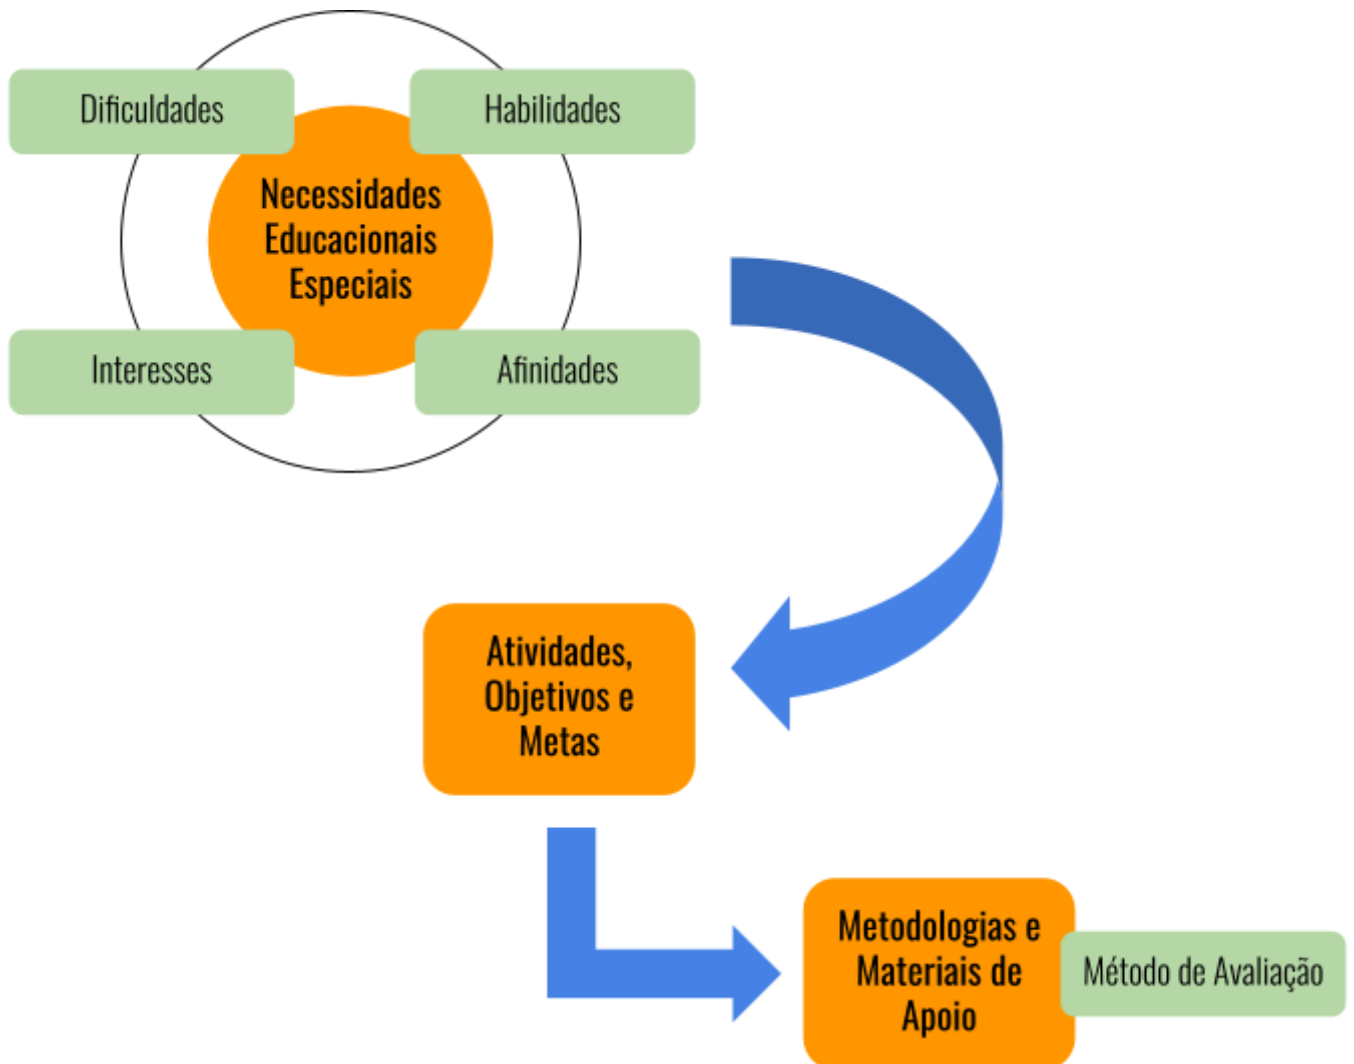 Dificuldades
Habilidades
Necessidades
Educacionais
Especiais
Interesses
Afinidades
Atividades,
Objetivos e
Metas
Metodologias e
Materiais de
Apoio
Método de Avaliação